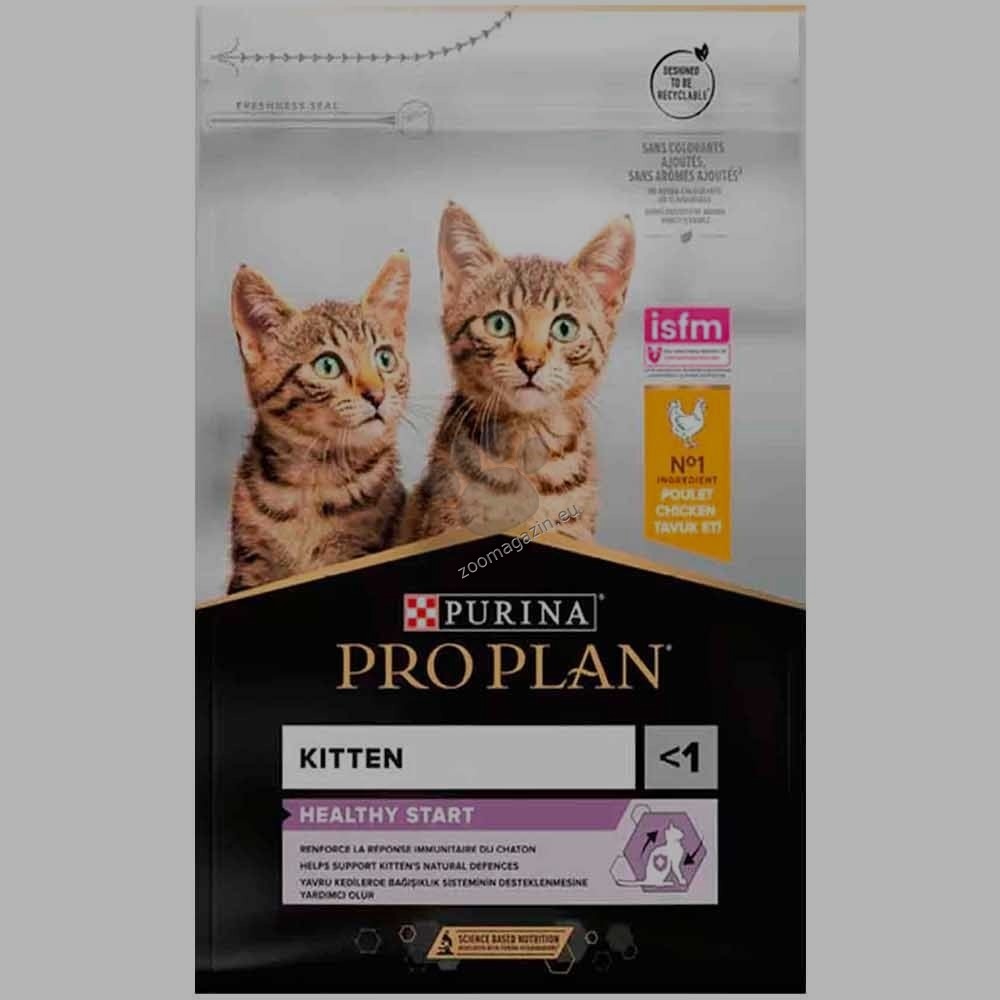 FRESHNESS SEAL
DESIGNED
TO BE
RECYCLABLE
SANS COLORANTS
AJOUTÉS,
SANS ARÔMES AJOUTÉS
isfm
Nº1
INGREDIENT
POULET
CHICKEN
TAVUK ETİ
zoomagazin.eu
PURINA
PRO PLAN
KITTEN
<1
HEALTHY START
RENFORCE LA RÉPONSE IMMUNITAIRE DU CHATON
HELPS SUPPORT KITTEN'S NATURAL DEFENCES
YAVRU KEDİLERDE BAĞIŞIKLIK SİSTEMİNİN DESTEKLENMESİNE
YARDIMCI OLUR
SCIENCE BASED NUTRITION